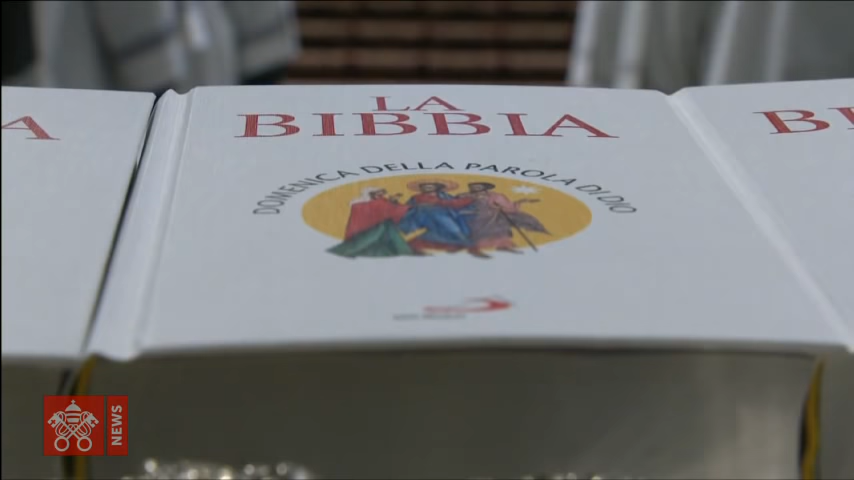 LA
BIBBIA
DOMENICA DELLA PAROLA DI DIO
A
BI
NEWS